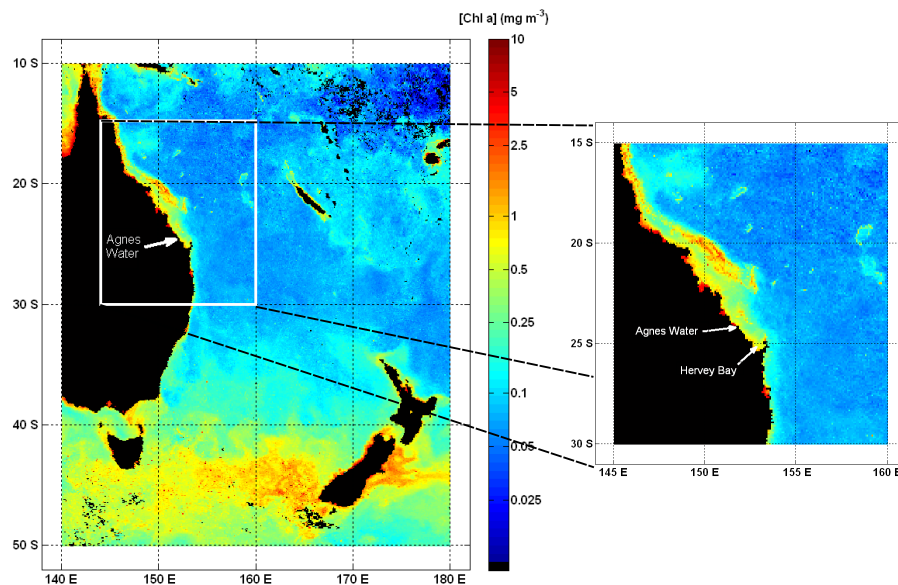 [Chl a] (mg m⁻³)
10 S
20 S
30 S
40 S
50 S
140 E
150 E
160 E
170 E
180 E
Agnes
Water
10
5
2.5
1
0.5
0.25
0.1
0.05
0.025
15 S
20 S
25 S
30 S
145 E
150 E
155 E
160 E
Agnes Water
Hervey Bay